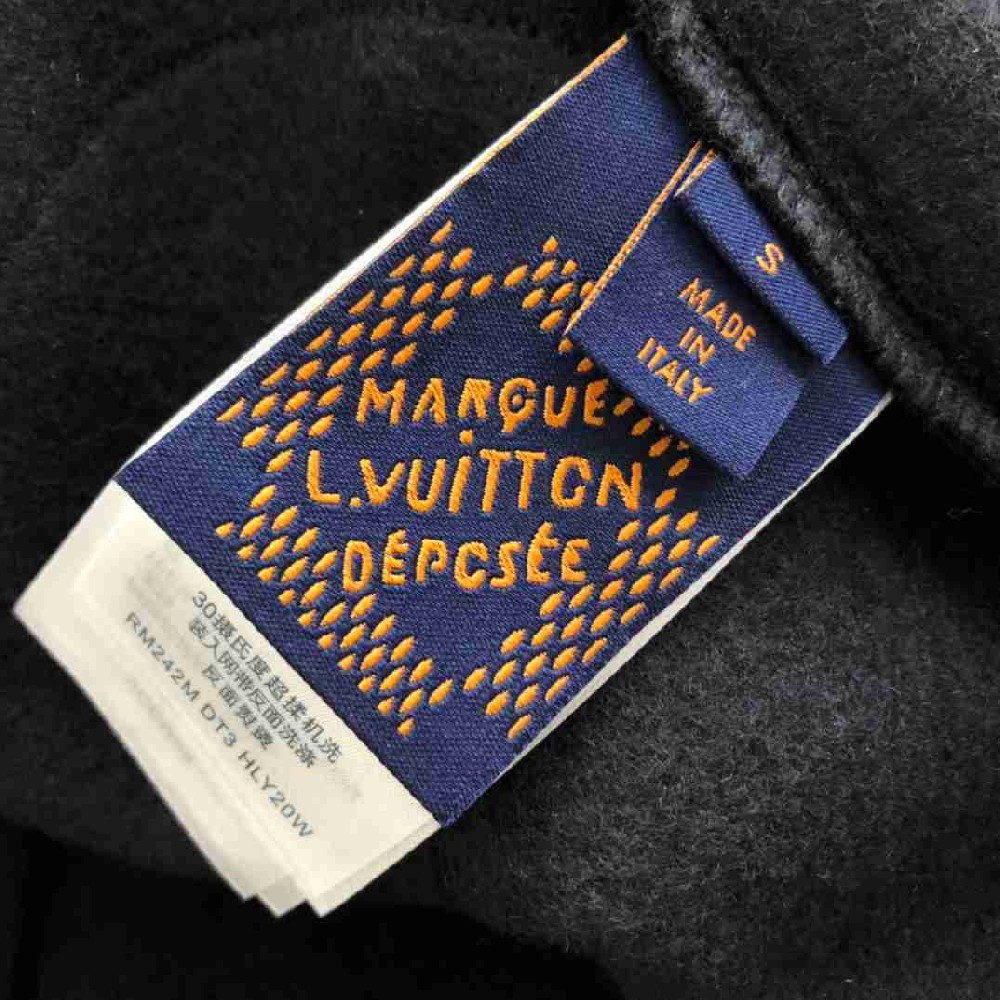 S
MADE
IN
ITALY
MARQUE
L.VUITTON
DÉPOSÉE
30摄氏度超柔机洗
装入网带反面洗涤
反面熨烫
RM242M DT3 HLY20W